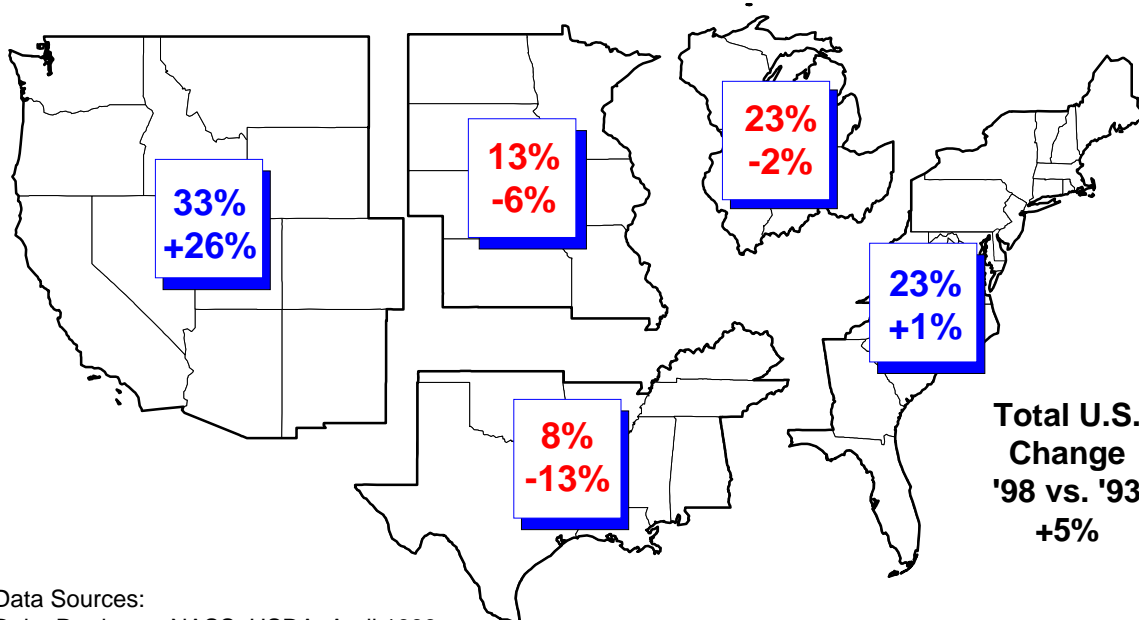 33%
+26%
13%
-6%
23%
-2%
23%
+1%
8%
-13%
Total U.S.
Change
'98 vs. '93
+5%
Data Sources: